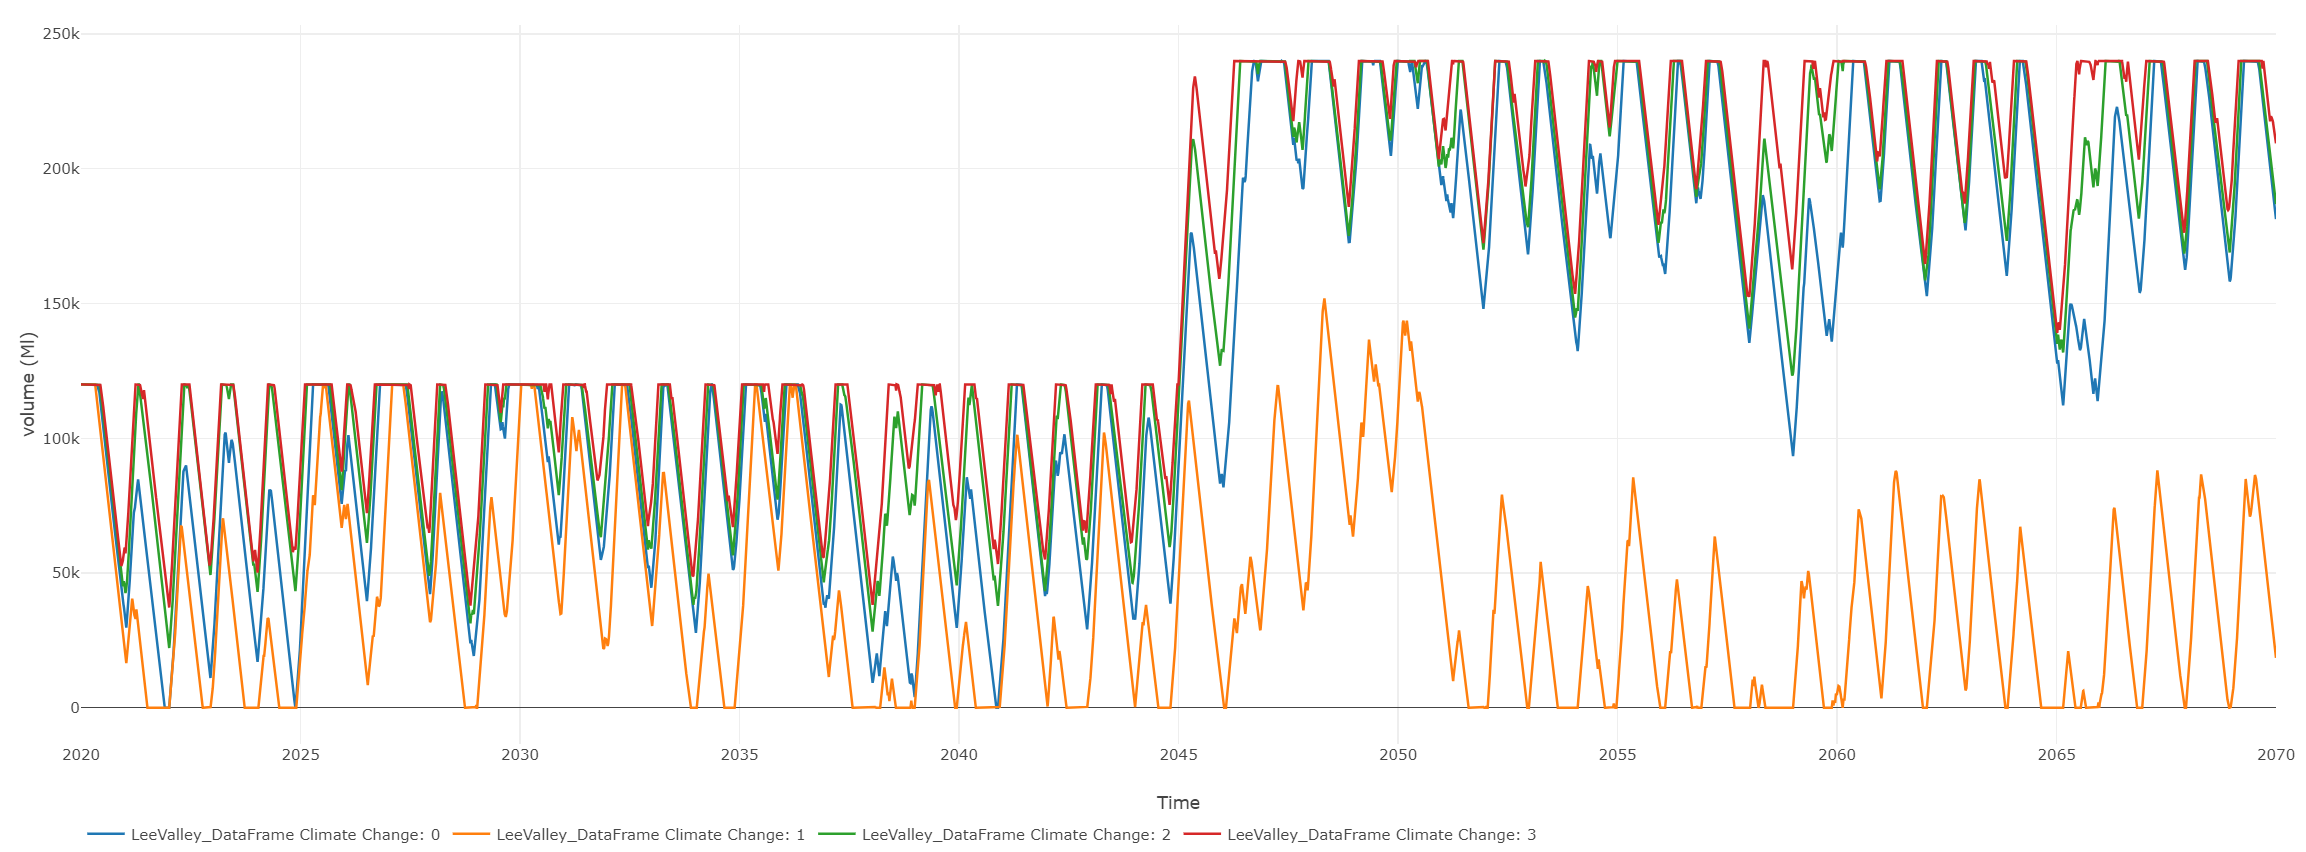 250k
200k
150k
100k
50k
0
volume (Ml)
2020 2025 2030 2035 2040 2045 2050 2055 2060 2065 2070
Time
LeeValley_DataFrame Climate Change: 0 LeeValley_DataFrame Climate Change: 1 LeeValley_DataFrame Climate Change: 2 LeeValley_DataFrame Climate Change: 3